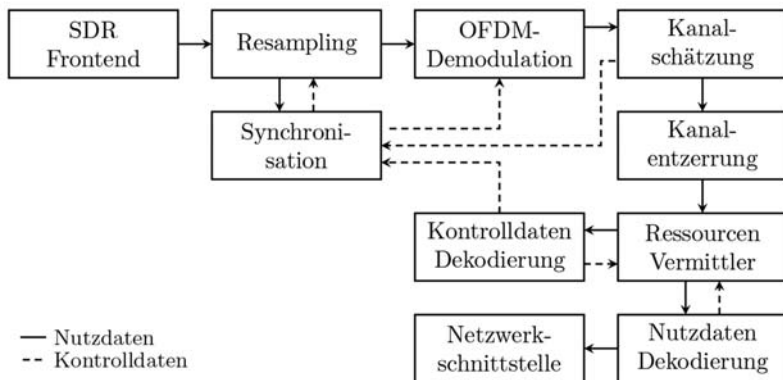 SDR
Frontend
Resampling
OFDM-
Demodulation
Kanal-
schätzung
Synchroni-
sation
Kanal-
entzerrung
Kontrolldaten
Dekodierung
Ressourcen
Vermittler
Nutzdaten
Kontrolldaten
Netzwerk-
schnittstelle
Nutzdaten
Dekodierung